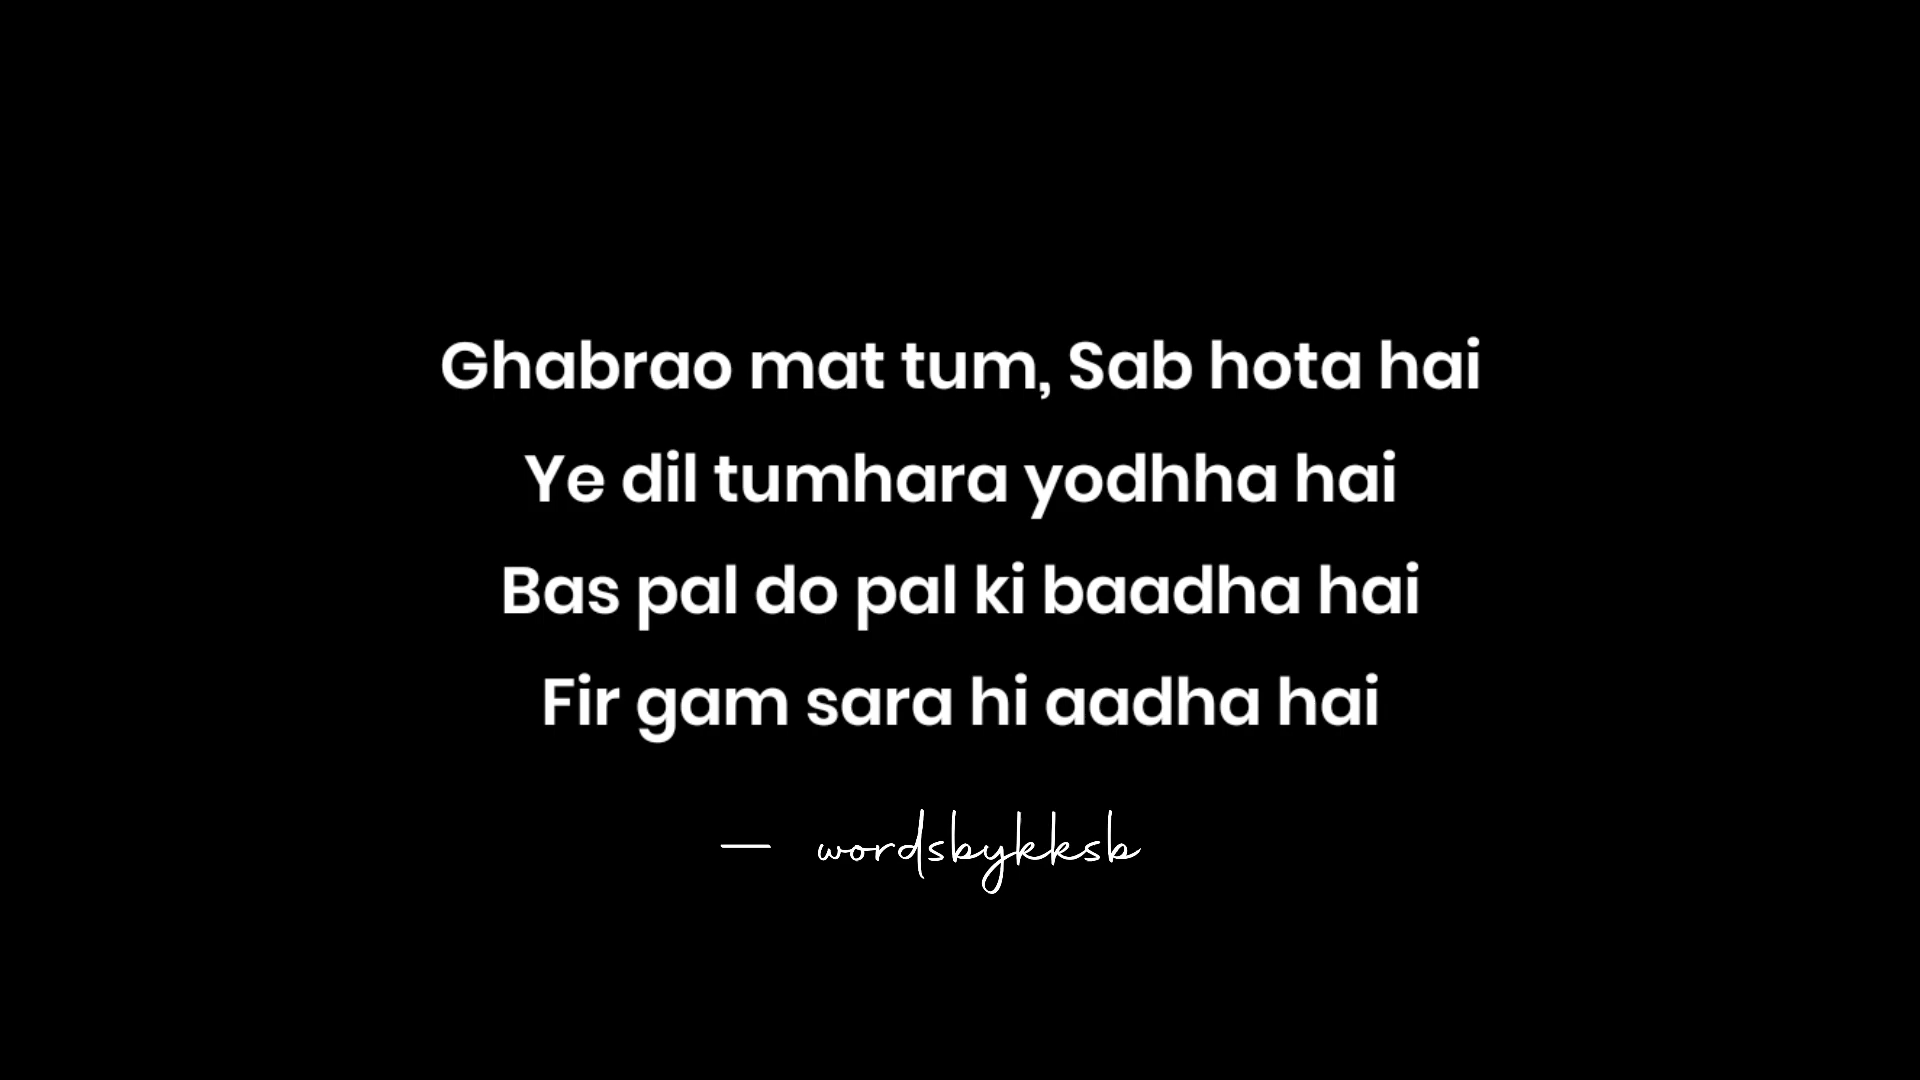 Ghabrao mat tum, Sab hota hai
Ye dil tumhara yodhha hai
Bas pal do pal ki baadha hai
Fir gam sara hi aadha hai
— wordsbykksb